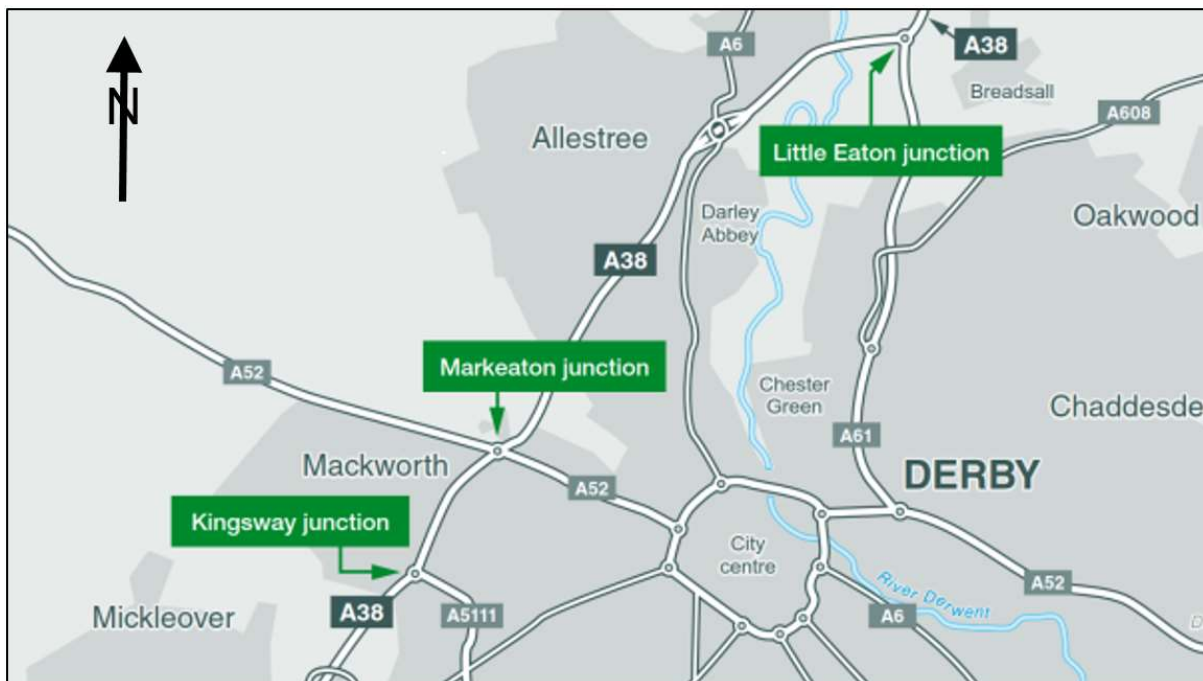 N
A6
A38
Breadsall
A608
Allestree
Little Eaton junction
Darley
Abbey
Oakwood
A38
Markeaton junction
A52
Chester
Green
Chaddesde
A61
Mackworth
A52
DERBY
Kingsway junction
City
centre
River Derwent
A52
Mickleover
A38
A5111
A6
D